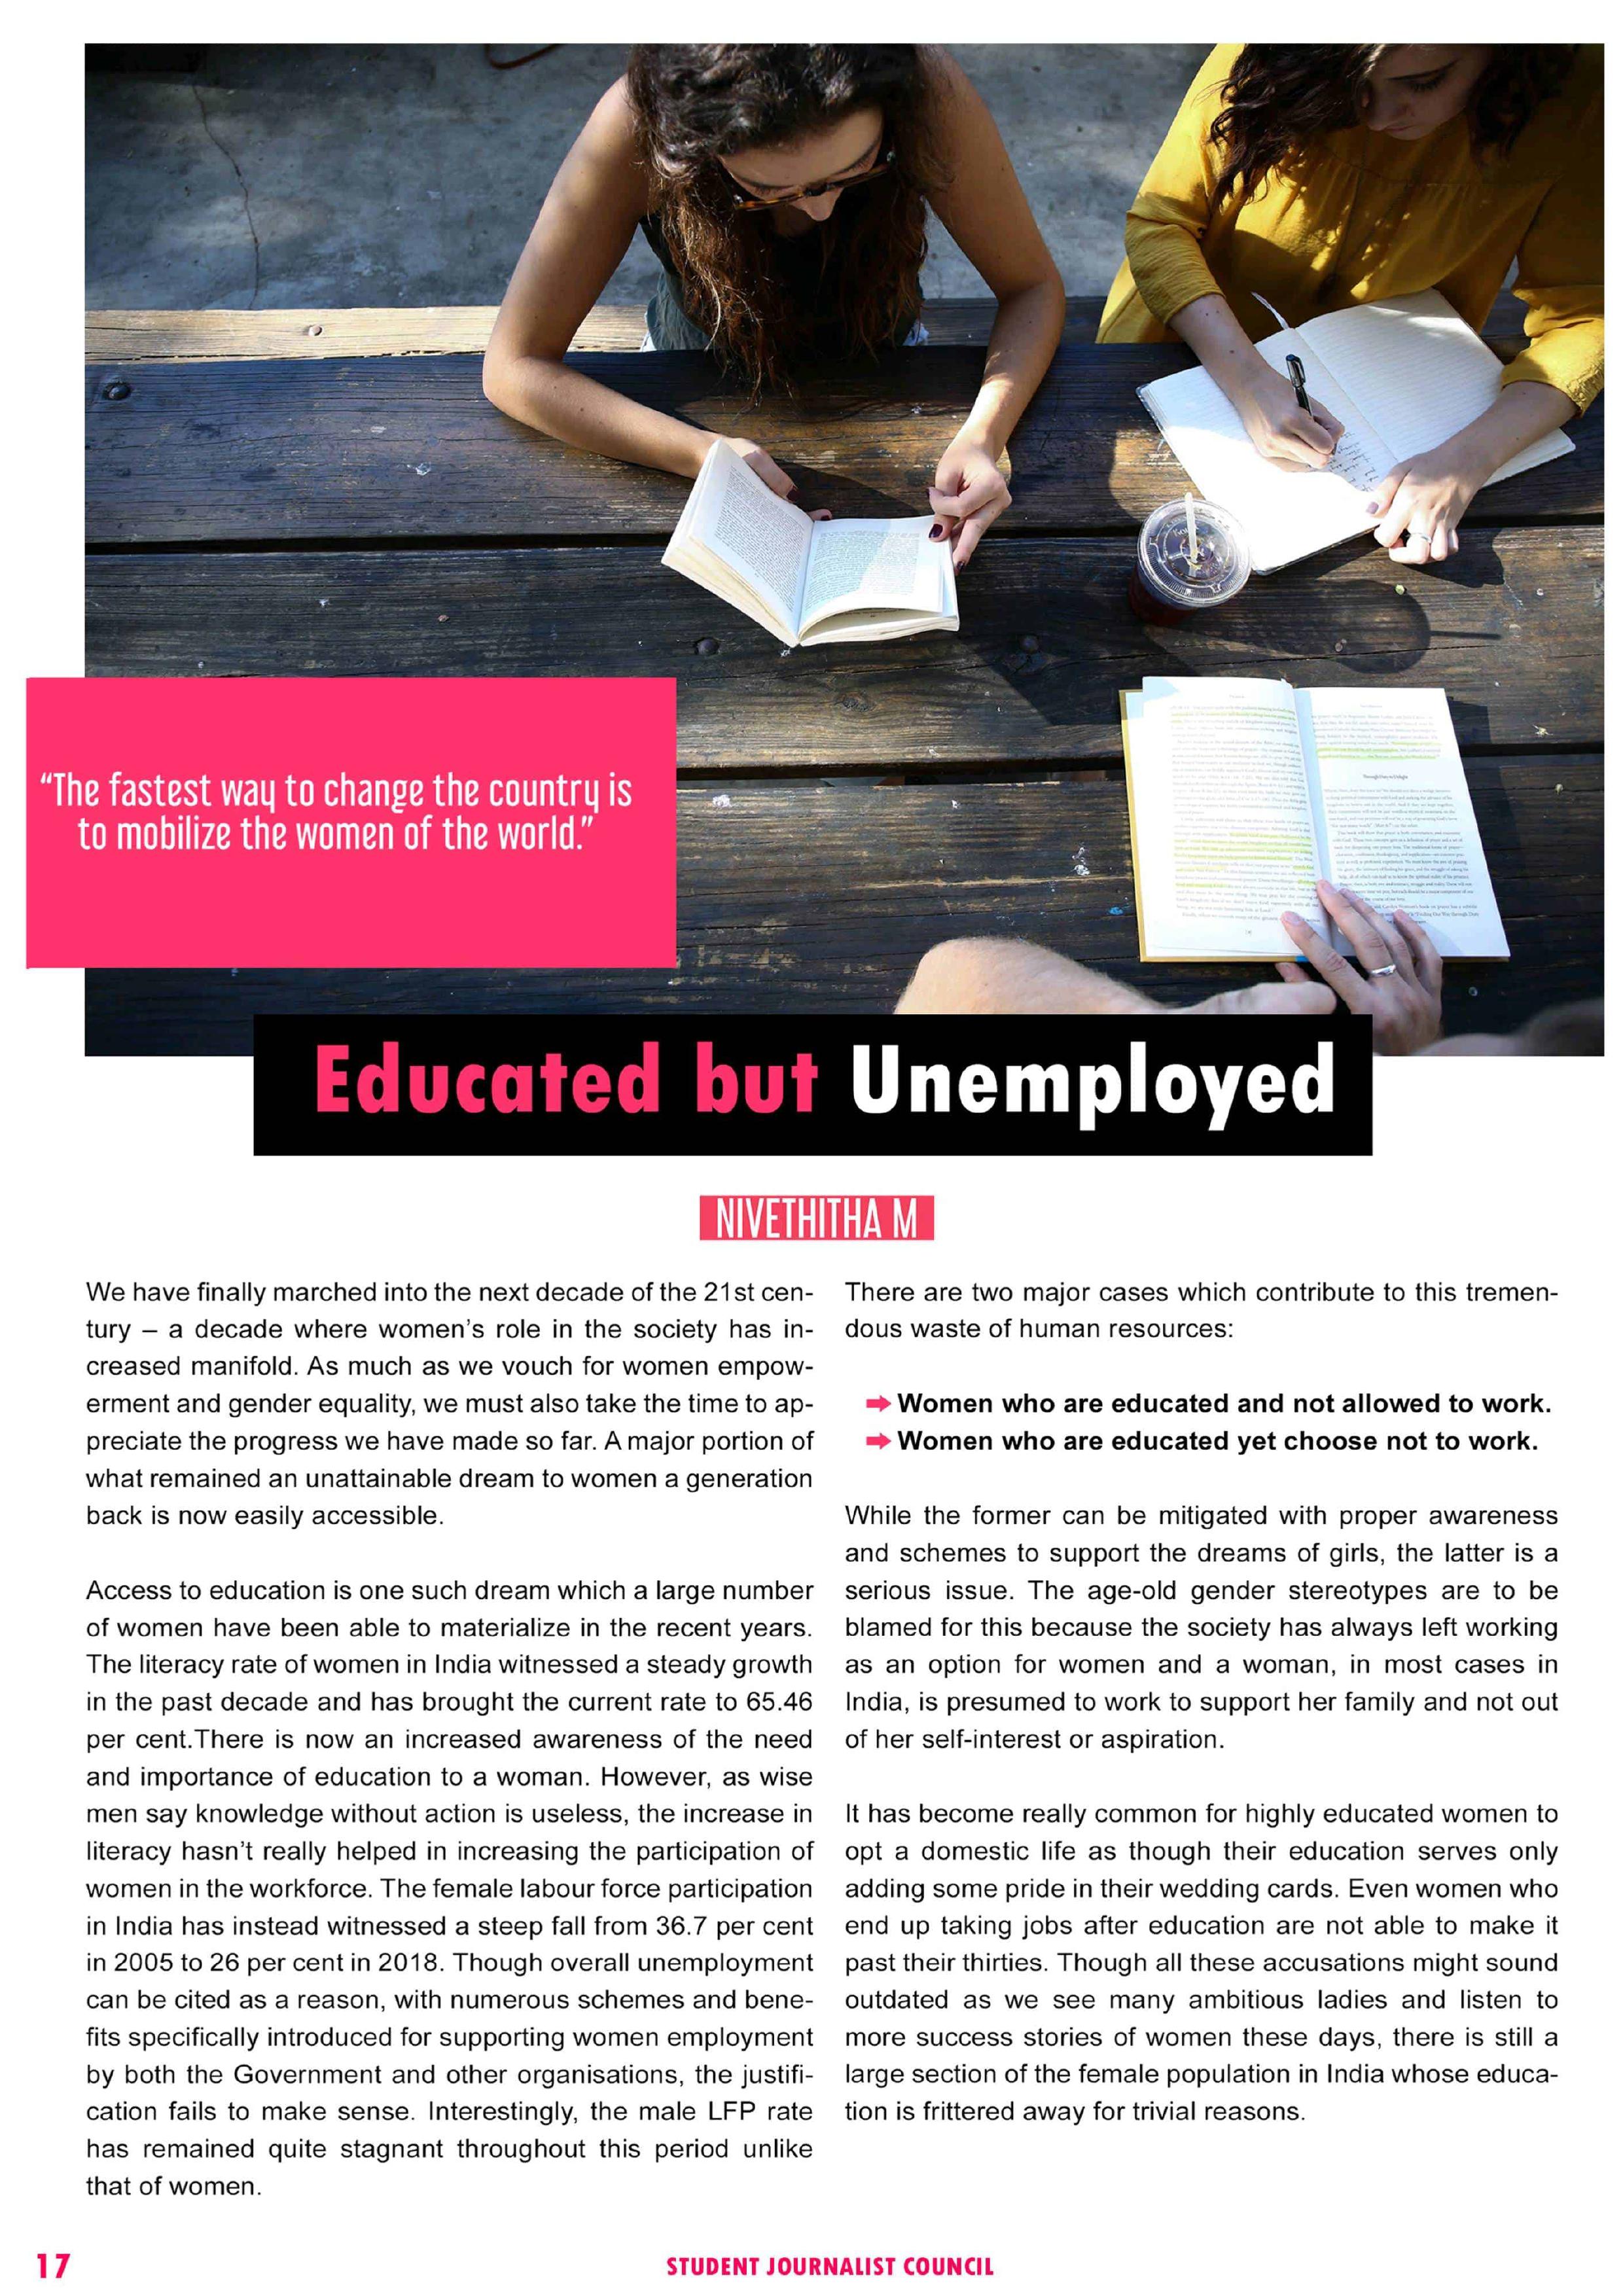 “The fastest way to change the country is
to mobilize the women of the world.”
Educated but Unemployed
NIVETHITHA M
We have finally marched into the next decade of the 21st cen-
tury – a decade where women’s role in the society has in-
creased manifold. As much as we vouch for women empow-
erment and gender equality, we must also take the time to ap-
preciate the progress we have made so far. A major portion of
what remained an unattainable dream to women a generation
back is now easily accessible.
Access to education is one such dream which a large number
of women have been able to materialize in the recent years.
The literacy rate of women in India witnessed a steady growth
in the past decade and has brought the current rate to 65.46
per cent.There is now an increased awareness of the need
and importance of education to a woman. However, as wise
men say knowledge without action is useless, the increase in
literacy hasn’t really helped in increasing the participation of
women in the workforce. The female labour force participation
in India has instead witnessed a steep fall from 36.7 per cent
in 2005 to 26 per cent in 2018. Though overall unemployment
can be cited as a reason, with numerous schemes and bene-
fits specifically introduced for supporting women employment
by both the Government and other organisations, the justifi-
cation fails to make sense. Interestingly, the male LFP rate
has remained quite stagnant throughout this period unlike
that of women.
There are two major cases which contribute to this tremen-
dous waste of human resources:
➡ Women who are educated and not allowed to work.
➡ Women who are educated yet choose not to work.
While the former can be mitigated with proper awareness
and schemes to support the dreams of girls, the latter is a
serious issue. The age-old gender stereotypes are to be
blamed for this because the society has always left working
as an option for women and a woman, in most cases in
India, is presumed to work to support her family and not out
of her self-interest or aspiration.
It has become really common for highly educated women to
opt a domestic life as though their education serves only
adding some pride in their wedding cards. Even women who
end up taking jobs after education are not able to make it
past their thirties. Though all these accusations might sound
outdated as we see many ambitious ladies and listen to
more success stories of women these days, there is still a
large section of the female population in India whose educa-
tion is frittered away for trivial reasons.
17
STUDENT JOURNALIST COUNCIL